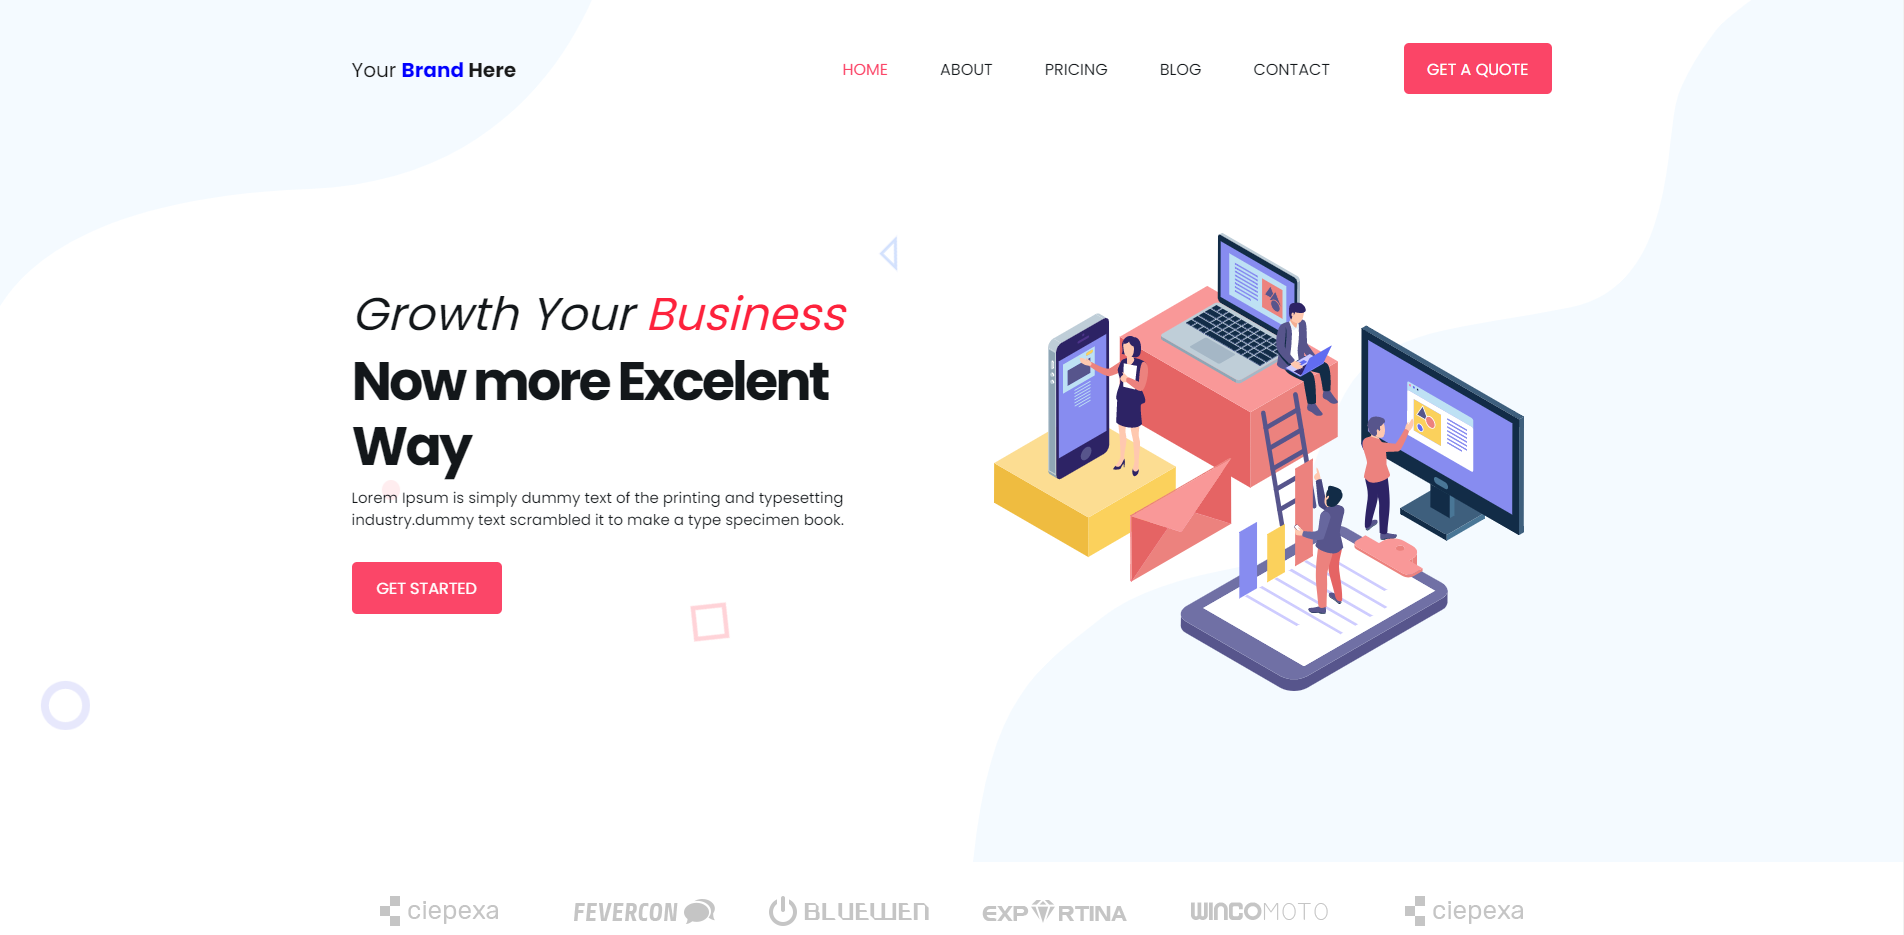 Your Brand Here
HOME ABOUT PRICING BLOG CONTACT GET A QUOTE
Growth Your Business
Now more Excelent
Way
Lorem Ipsum is simply dummy text of the printing and typesetting
industry.dummy text scrambled it to make a type specimen book.
GET STARTED
ciepexa FEVERCON BLUEWEN EXP RTINA WINCOMOTO ciepexa